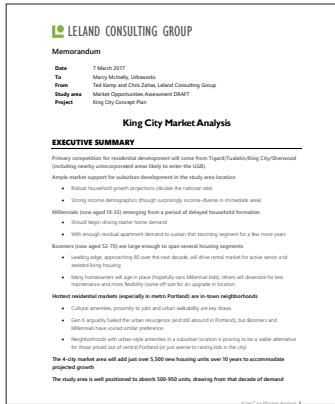 LELAND CONSULTING GROUP
Memorandum
Date 7 March 2017
To Marcy McInelly, Urbsworks
From Ted Kamp and Chris Zahas, Leland Consulting Group
Study area Market Opportunities Assessment DRAFT
Project King City Concept Plan
King City Market Analysis
EXECUTIVE SUMMARY
Primary competition for residential development will come from Tigard/Tualatin/King City/Sherwood
(including nearby unincorporated areas likely to enter the UGB).
Ample market support for suburban development in the study area location
• Robust household growth projections (double the national rate)
• Strong income demographics (though surprisingly income-diverse in immediate area)
Millennials (now aged 19-35) emerging from a period of delayed household formation
• Should begin driving starter home demand
• With enough residual apartment demand to sustain that booming segment for a few more years
Boomers (now aged 52-70) are large enough to span several housing segments
• Leading edge, approaching 80 over the next decade, will drive rental market for active senior and
assisted living housing
• Many homeowners will age in place (hopefully sans Millennial kids); others will downsize for less
maintenance and more flexibility (some off size for an upgrade in location
Hottest residential markets (especially in metro Portland) are in-town neighborhoods
• Cultural amenities, proximity to jobs and urban walkability are key draws.
• Gen X arguably fueled the urban resurgence (and still abound in Portland), but Boomers and
Millennials have voiced similar preference.
• Neighborhoods with urban-style amenities in a suburban location is proving to be a viable alternative
for those priced out of central Portland (or just averse to raising kids in the city)
The 4-city market area will add just over 5,500 new housing units over 10 years to accommodate
projected growth
The study area is well positioned to absorb 500-950 units, drawing from that decade of demand
King City Market Analysis